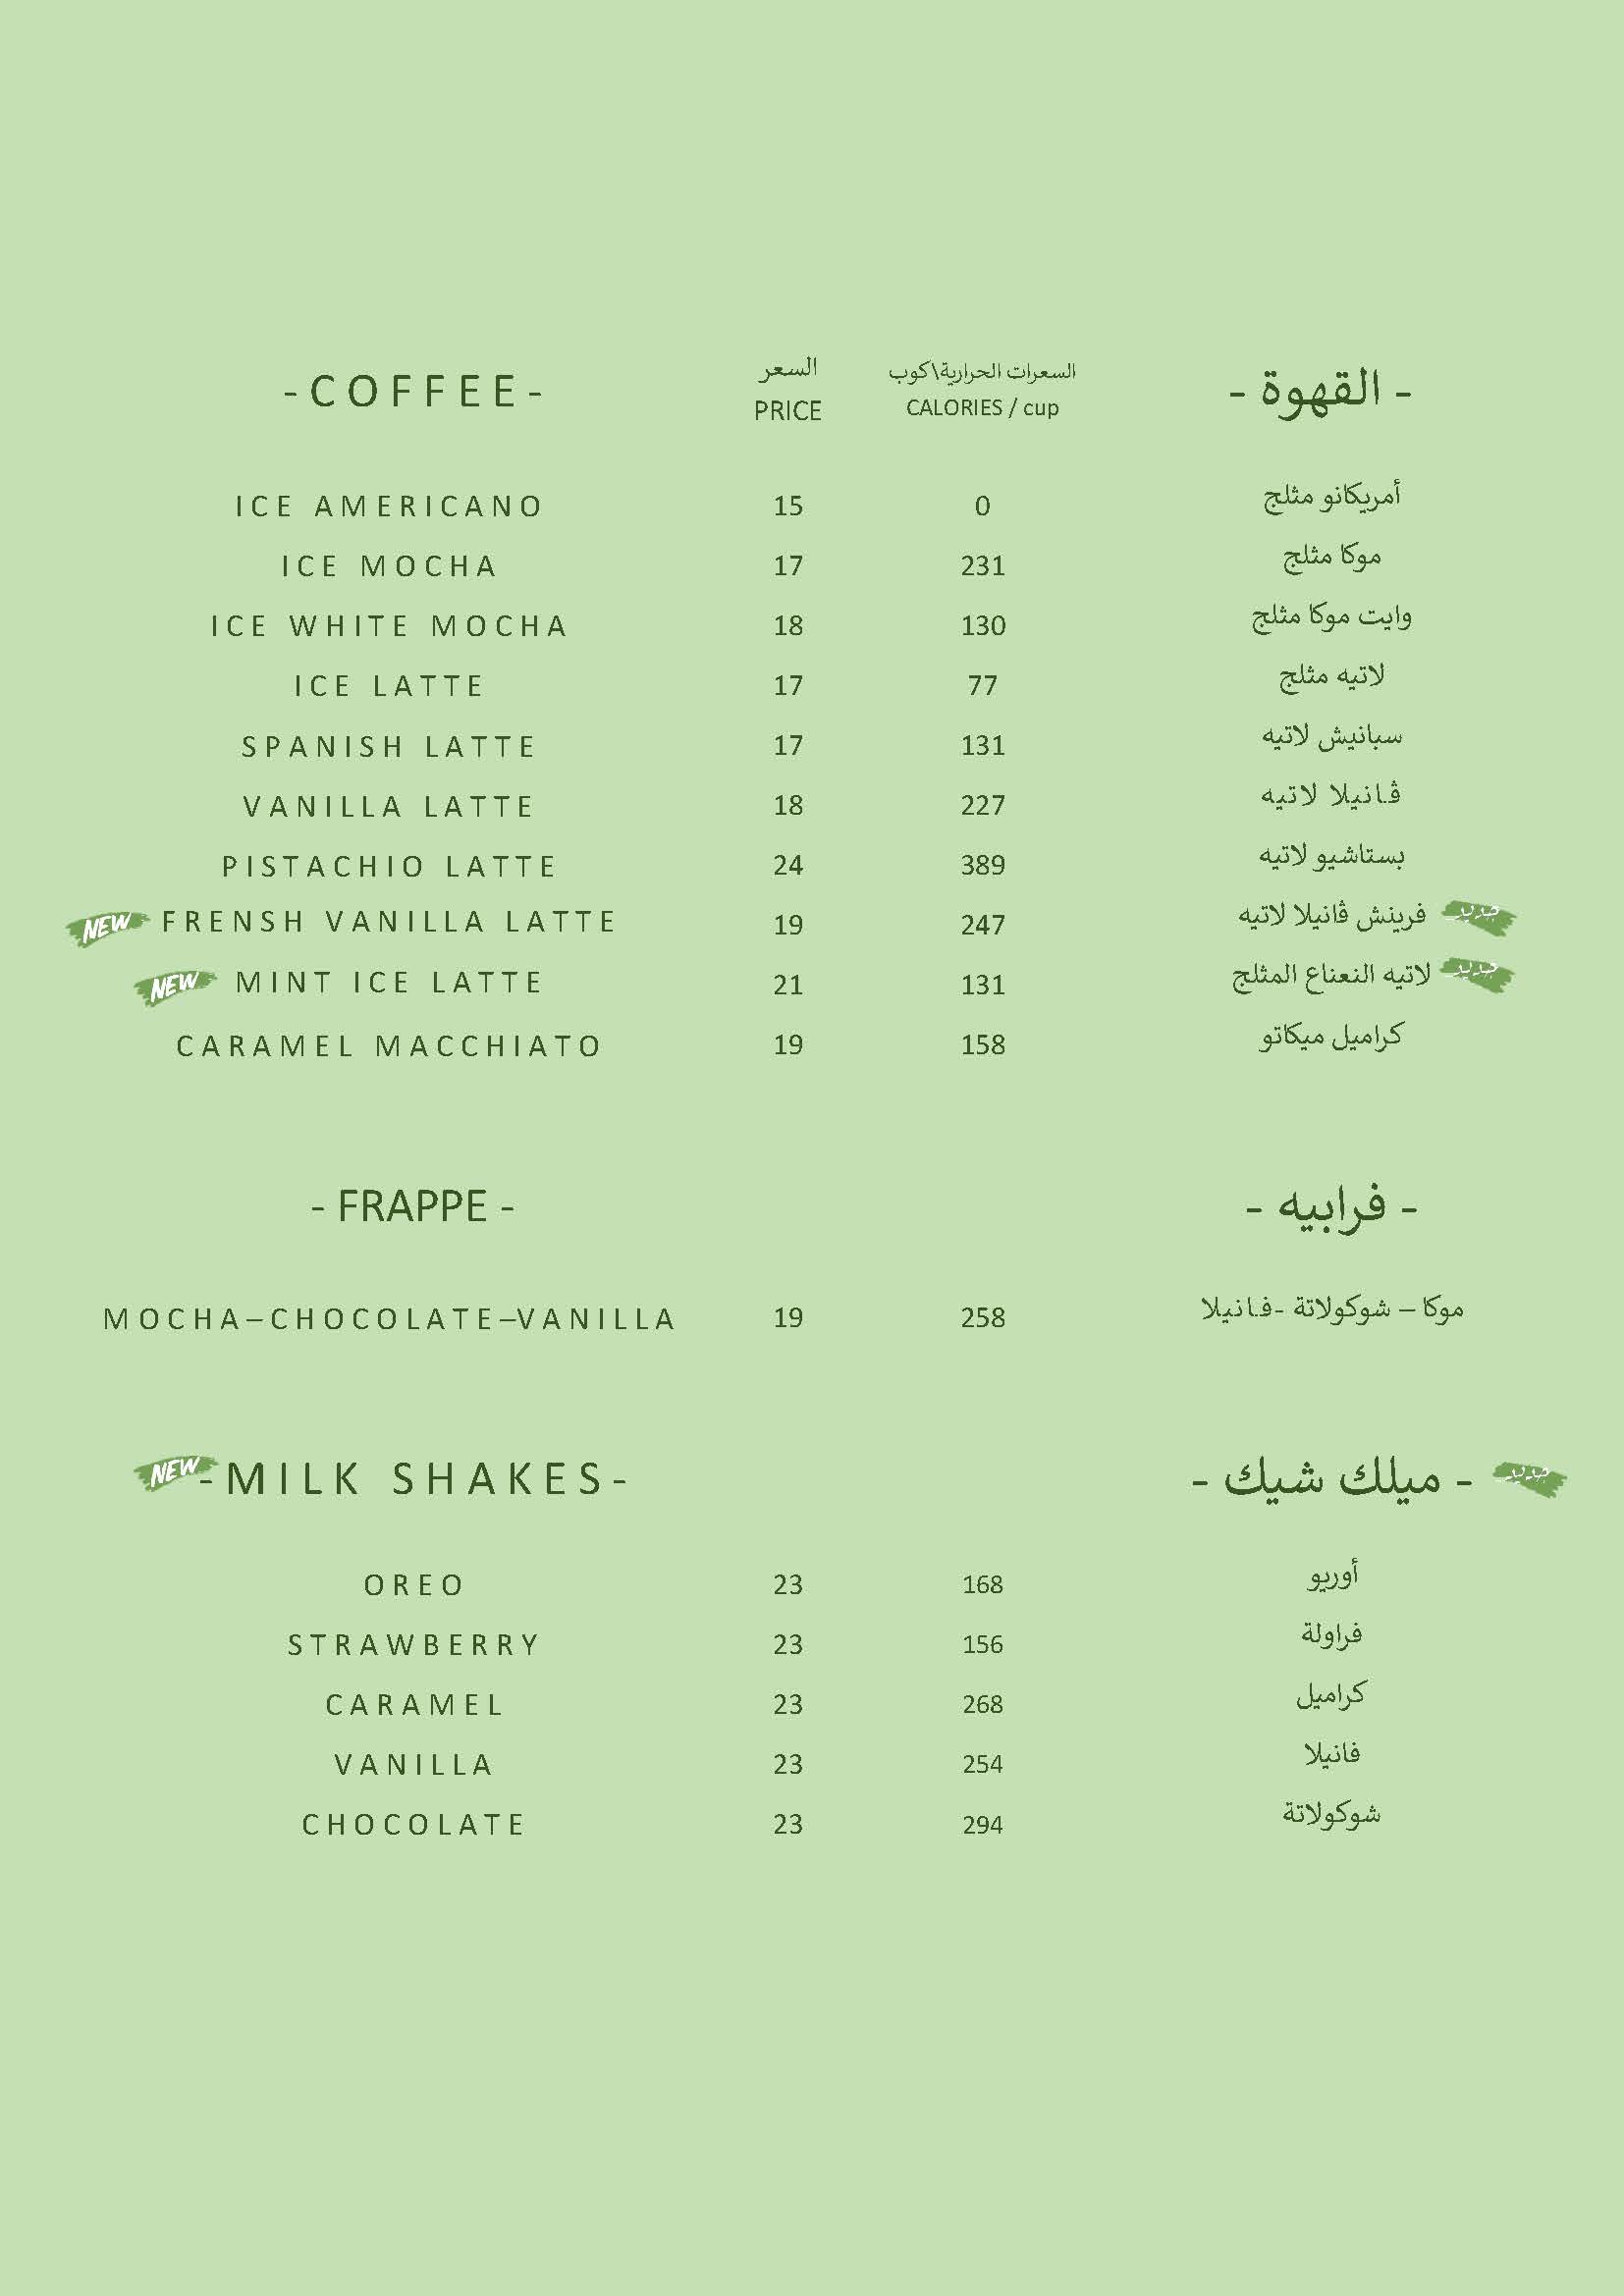 -COFFEE- السعر السعرات الحرارية\كوب - القهوة -
PRICE CALORIES / cup
ICE AMERICANO 15 0 أمريكانو مثلج
ICE MOCHA 17 231 موكا مثلج
ICE WHITE MOCHA 18 130 وايت موكا مثلج
ICE LATTE 17 77 لاتيه مثلج
SPANISH LATTE 17 131 سبانيش لاتيه
VANILLA LATTE 18 227 ڤانيلا لاتيه
PISTACHIO LATTE 24 389 بستاشيو لاتيه
NEW FRENSH VANILLA LATTE 19 247 فرينش ڤانيلا لاتيه جديد
NEW MINT ICE LATTE 21 131 لاتيه النعناع المثلج جديد
CARAMEL MACCHIATO 19 158 كراميل ميكاتو
- FRAPPE - - فرابيه -
MOCHA–CHOCOLATE–VANILLA 19 258 موكا – شوكولاتة -فانيلا
NEW -MILK SHAKES- - ميلك شيك - جديد
OREO 23 168 أوريو
STRAWBERRY 23 156 فراولة
CARAMEL 23 268 كراميل
VANILLA 23 254 فانيلا
CHOCOLATE 23 294 شوكولاتة